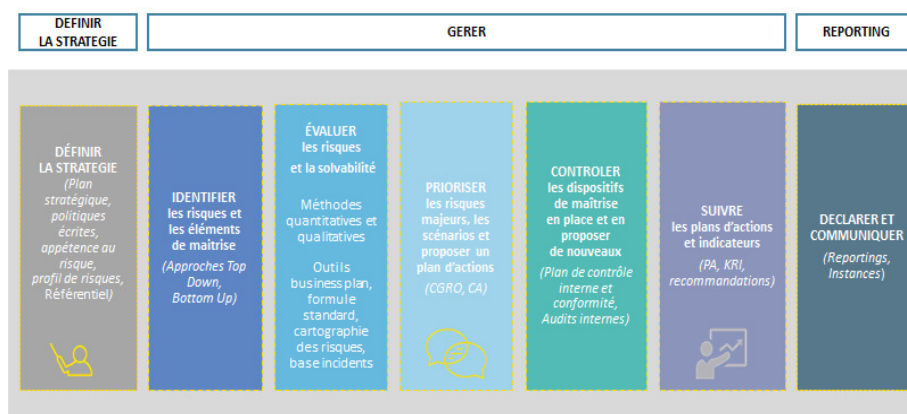 DEFINIR
LA STRATEGIE
GERER
REPORTING
DÉFINIR
LA STRATEGIE
(Plan
stratégique,
politiques
écrites,
appétence au
risque,
profil de risques,
Référentiel)
IDENTIFIER
les risques et
les éléments
de maitrise
(Approches Top
Down,
Bottom Up)
ÉVALUER
les risques
et la solvabilité
Méthodes
quantitatives et
qualitatives
Outils
business plan,
formule
standard,
cartographie
des risques,
base incidents
PRIORISER
les risques
majeurs, les
scénarios et
proposer un
plan d'actions
(CGRO, CA)
CONTROLER
les dispositifs
de maîtrise
en place et en
proposer
de nouveaux
(Plan de contrôle
interne et
conformité,
Audits internes)
SUIVRE
les plans d'actions
et indicateurs
(PA, KRI,
recommandations)
DECLARER ET
COMMUNIQUER
(Reportings,
Instances)